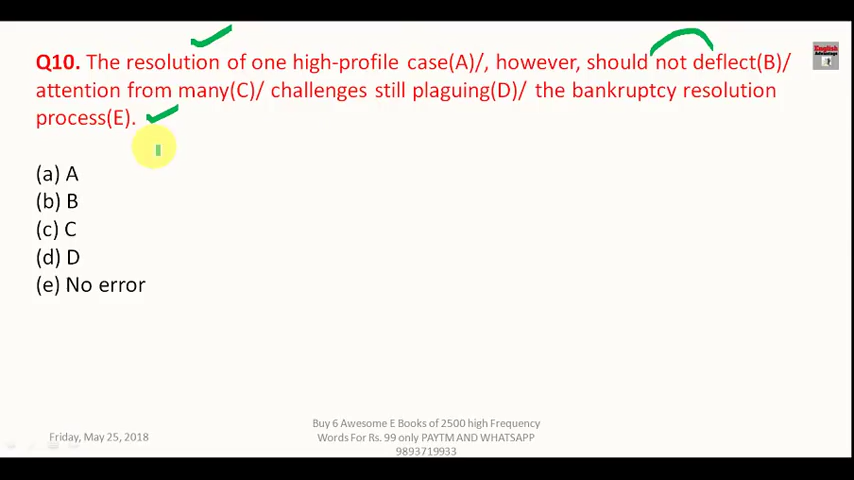 Q10. The resolution of one high-profile case(A)/, however, should not deflect(B)/
attention from many(C)/ challenges still plaguing(D)/ the bankruptcy resolution
process(E).
(a) A
(b) B
(c) C
(d) D
(e) No error
Friday, May 25, 2018
Buy 6 Awesome E Books of 2500 high Frequency
Words For Rs. 99 only PAYTM AND WHATSAPP
9893719933
English